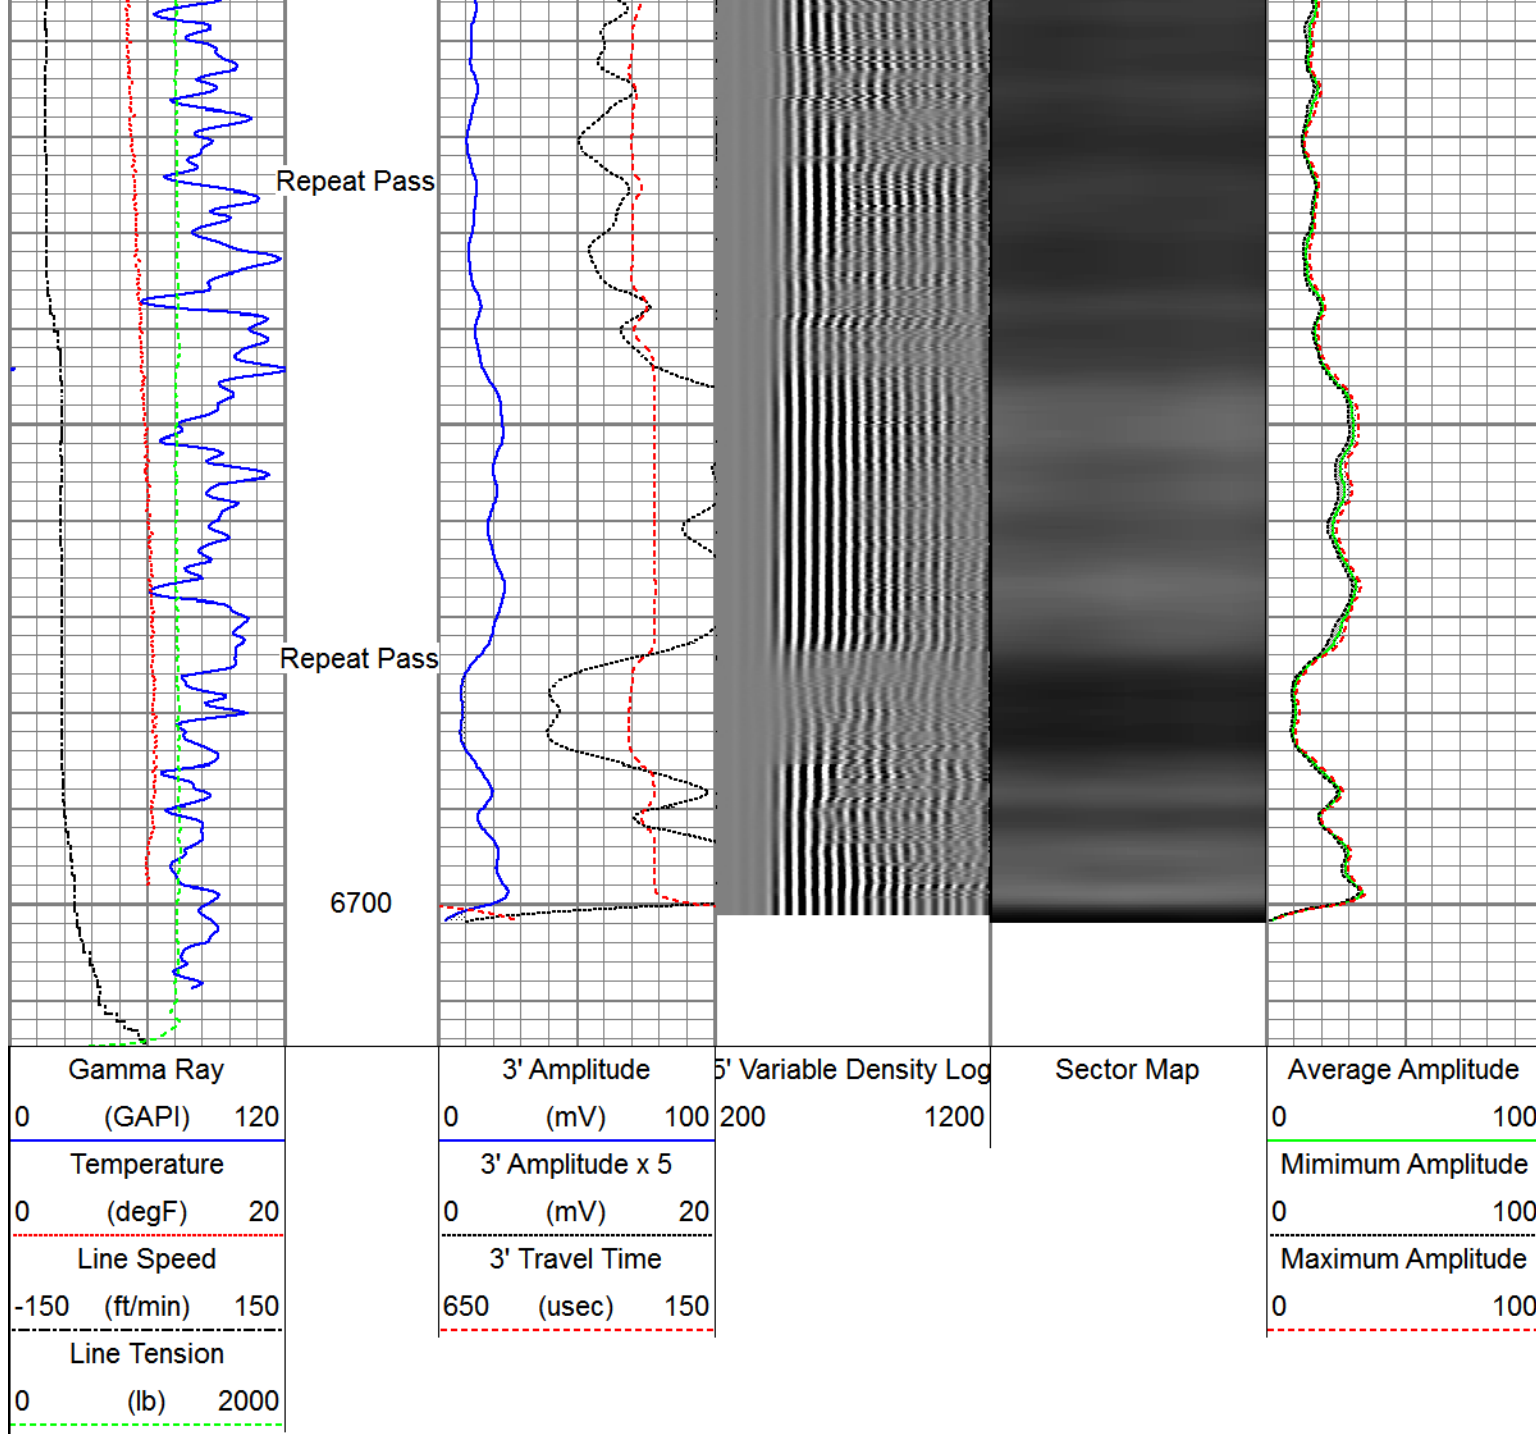 Repeat Pass
Repeat Pass
6700
Gamma Ray
0 (GAPI) 120
Temperature
0 (degF) 20
Line Speed
-150 (ft/min) 150
Line Tension
0 (lb) 2000
3' Amplitude
0 (mV) 100
3' Amplitude x 5
0 (mV) 20
3' Travel Time
650 (usec) 150
5' Variable Density Log
200 1200
Sector Map
Average Amplitude
0 100
Mimimum Amplitude
0 100
Maximum Amplitude
0 100